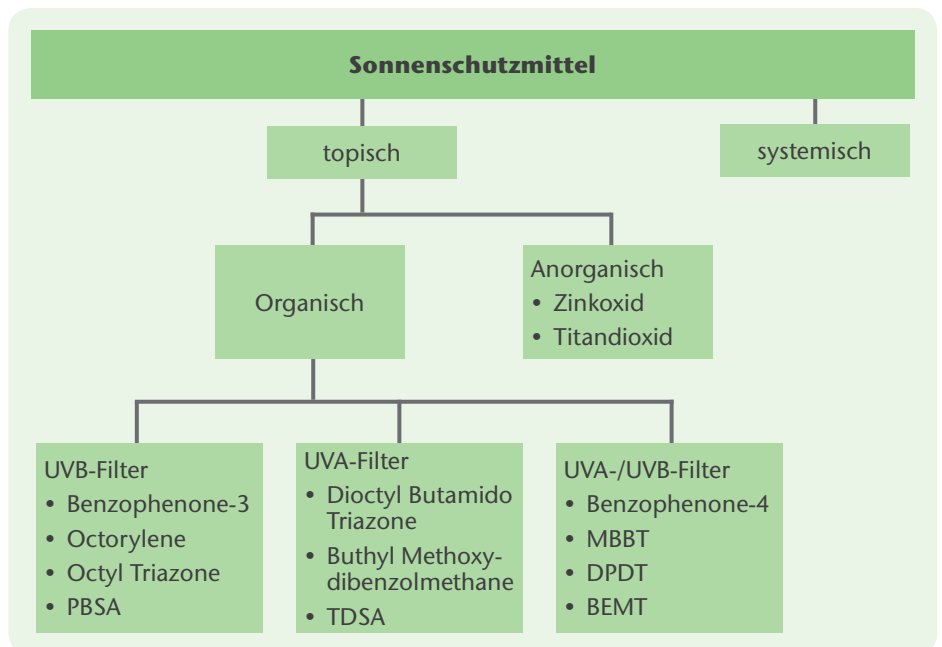 Sonnenschutzmittel
topisch
systemisch
Organisch
Anorganisch
• Zinkoxid
• Titandioxid
UVB-Filter
• Benzophenone-3
• Octorylene
• Octyl Triazone
• PBSA
UVA-Filter
• Dioctyl Butamido
Triazone
• Buthyl Methoxy-
dibenzolmethane
• TDSA
UVA-/UVB-Filter
• Benzophenone-4
• MBBT
• DPDT
• BEMT